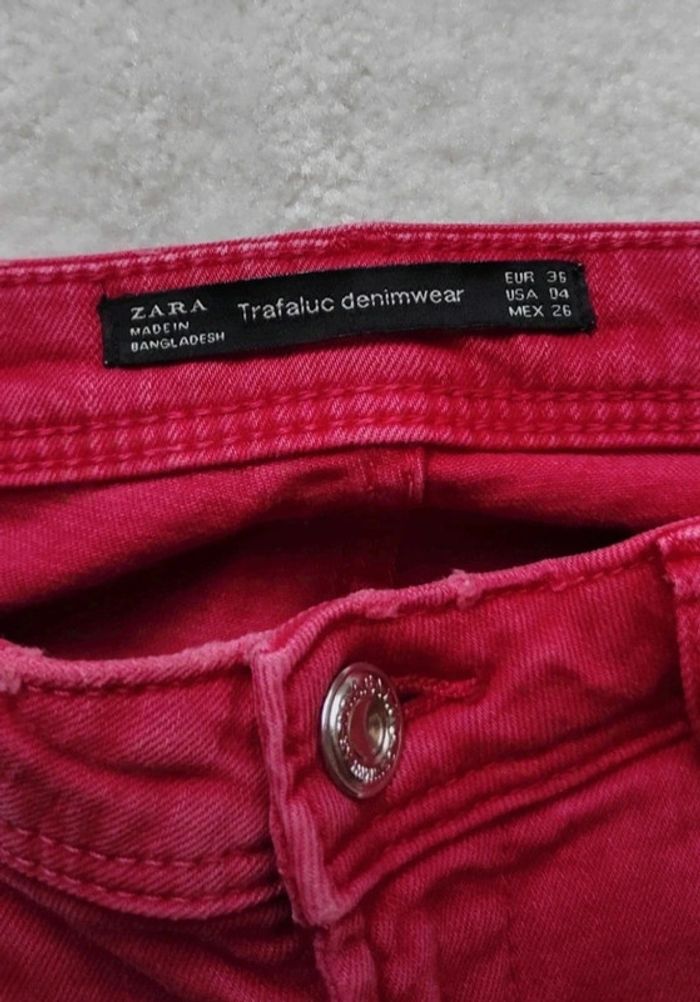 ZARA
MADE IN
BANGLADESH
Trafaluc denimwear
EUR 36
USA 04
MEX 26